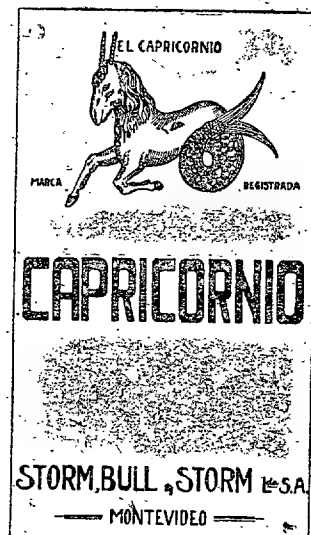 EL CAPRICORNIO
MARCA REGISTRADA
CAPRICORNIO
STORM, BULL & STORM Lda S.A.
MONTEVIDEO